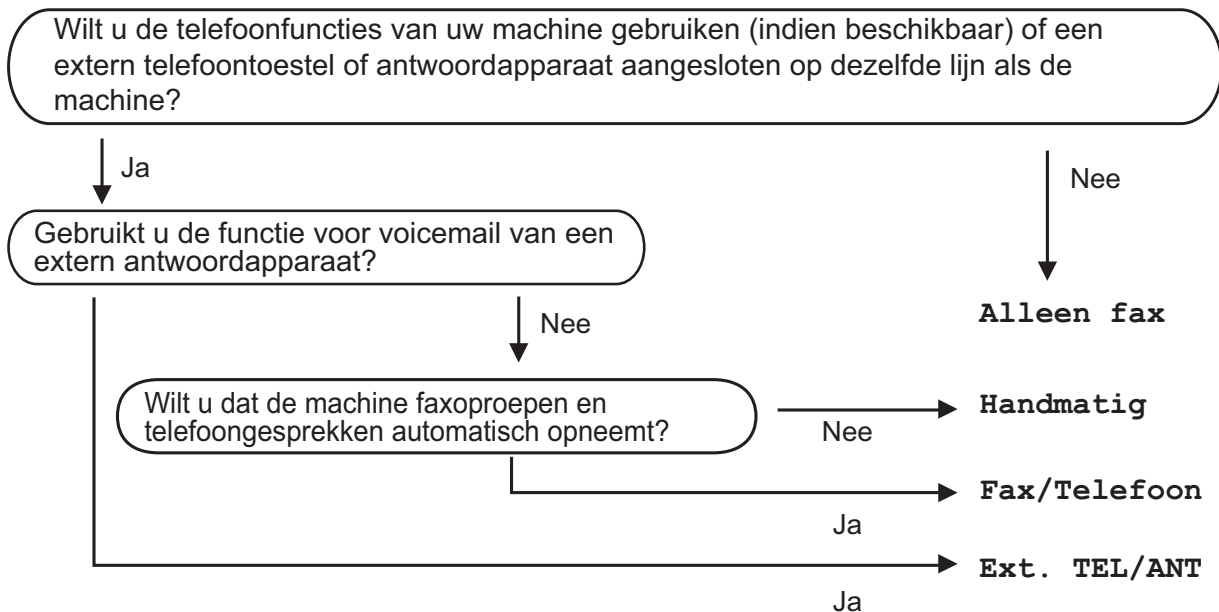 Wilt u de telefoonfuncties van uw machine gebruiken (indien beschikbaar) of een
extern telefoontoestel of antwoordapparaat aangesloten op dezelfde lijn als de
machine?
Ja
Nee
Gebruikt u de functie voor voicemail van een
extern antwoordapparaat?
Alleen fax
Nee
Wilt u dat de machine faxoproepen en
telefoongesprekken automatisch opneemt?
Nee
Handmatig
Fax/Telefoon
Ja
Ext. TEL/ANT
Ja